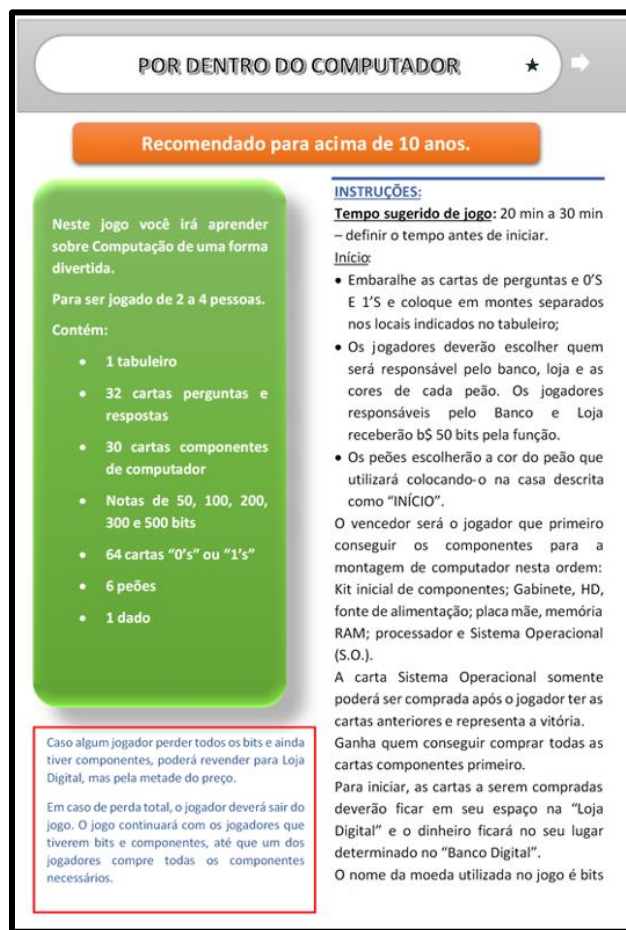 POR DENTRO DO COMPUTADOR
Recomendado para acima de 10 anos.
Neste jogo você irá aprender
sobre Computação de uma forma
divertida.
Para ser jogado de 2 a 4 pessoas.
Contém:
• 1 tabuleiro
• 32 cartas perguntas e
respostas
• 30 cartas componentes
de computador
• Notas de 50, 100, 200,
300 e 500 bits
• 64 cartas “0’s” ou “1’s”
• 6 peões
• 1 dado
Caso algum jogador perder todos os bits e ainda
tiver componentes, poderá revender para Loja
Digital, mas pela metade do preço.
Em caso de perda total, o jogador deverá sair do
jogo. O jogo continuará com os jogadores que
tiverem bits e componentes, até que um dos
jogadores compre todas os componentes
necessários.
INSTRUÇÕES:
Tempo sugerido de jogo: 20 min a 30 min
– definir o tempo antes de iniciar.
Início:
• Embaralhe as cartas de perguntas e 0’S
E 1’S e coloque em montes separados
nos locais indicados no tabuleiro;
• Os jogadores deverão escolher quem
será responsável pelo banco, loja e as
cores de cada peão. Os jogadores
responsáveis pelo Banco e Loja
receberão b$ 50 bits pela função.
• Os peões escolherão a cor do peão que
utilizará colocando-o na casa descrita
como “INÍCIO”.
O vencedor será o jogador que primeiro
conseguir os componentes para a
montagem de computador nesta ordem:
Kit inicial de componentes; Gabinete, HD,
fonte de alimentação; placa mãe, memória
RAM; processador e Sistema Operacional
(S.O.).
A carta Sistema Operacional somente
poderá ser comprada após o jogador ter as
cartas anteriores e representa a vitória.
Ganha quem conseguir comprar todas as
cartas componentes primeiro.
Para iniciar, as cartas a serem compradas
deverão ficar em seu espaço na “Loja
Digital” e o dinheiro ficará no seu lugar
determinado no “Banco Digital”.
O nome da moeda utilizada no jogo é bits